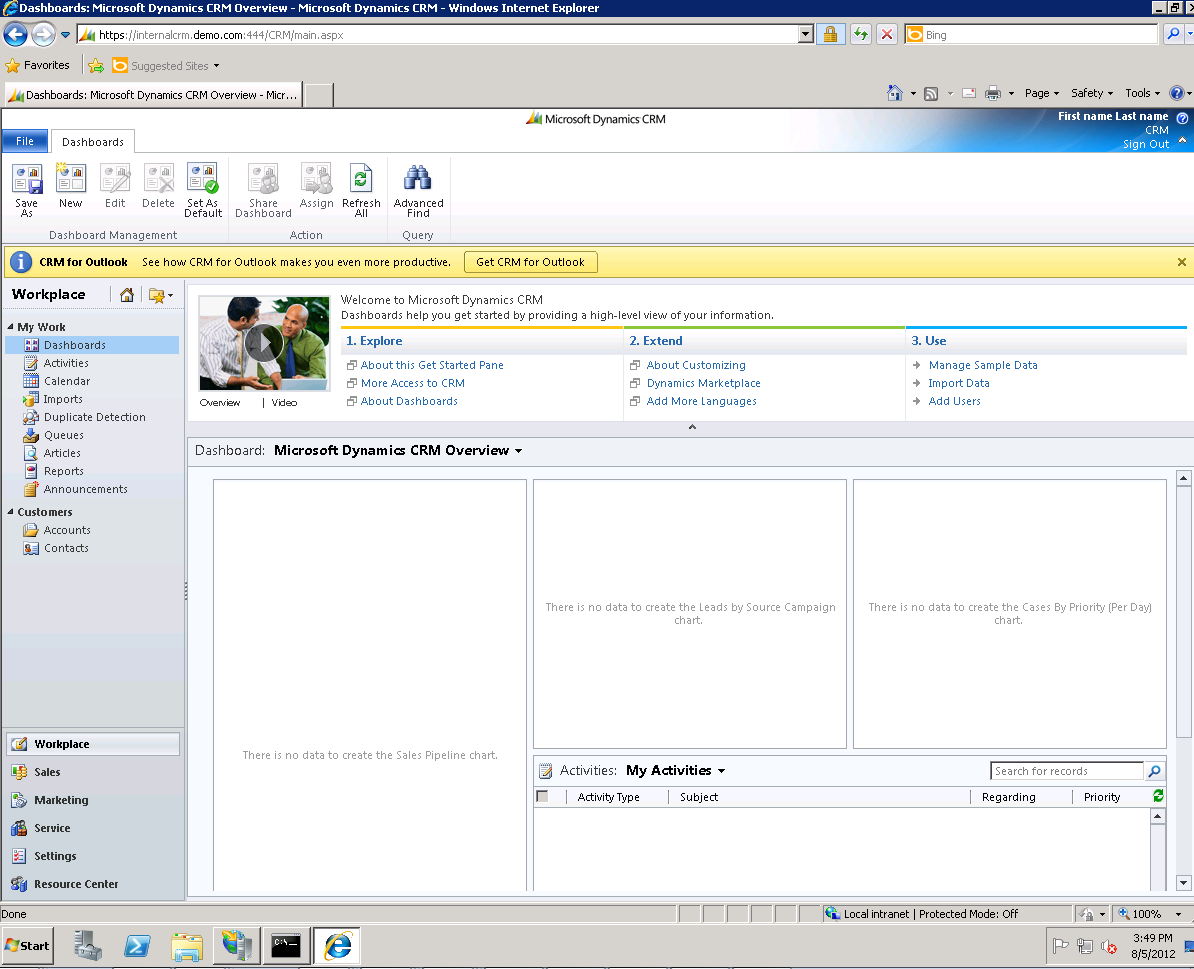 Dashboards: Microsoft Dynamics CRM Overview - Microsoft Dynamics CRM - Windows Internet Explorer
https://internalcrm.demo.com:444/CRM/main.aspx
Bing
Favorites
Suggested Sites
Dashboards: Microsoft Dynamics CRM Overview - Micr...
Page
Safety
Tools
Microsoft Dynamics CRM
First name Last name
CRM
Sign Out
File
Dashboards
Save As
New
Edit
Delete
Set As Default
Share Dashboard
Assign
Refresh All
Advanced Find
Dashboard Management
Action
Query
CRM for Outlook
See how CRM for Outlook makes you even more productive.
Get CRM for Outlook
Workplace
My Work
Dashboards
Activities
Calendar
Imports
Duplicate Detection
Queues
Articles
Reports
Announcements
Customers
Accounts
Contacts
Workplace
Sales
Marketing
Service
Settings
Resource Center
Overview | Video
Welcome to Microsoft Dynamics CRM
Dashboards help you get started by providing a high-level view of your information.
1. Explore
About this Get Started Pane
More Access to CRM
About Dashboards
2. Extend
About Customizing
Dynamics Marketplace
Add More Languages
3. Use
Manage Sample Data
Import Data
Add Users
Dashboard: Microsoft Dynamics CRM Overview
There is no data to create the Sales Pipeline chart.
There is no data to create the Leads by Source Campaign
chart.
There is no data to create the Cases By Priority (Per Day)
chart.
Activities: My Activities
Search for records
Activity Type
Subject
Regarding
Priority
Done
Local intranet | Protected Mode: Off
100%
Start
C:\
3:49 PM
8/5/2012